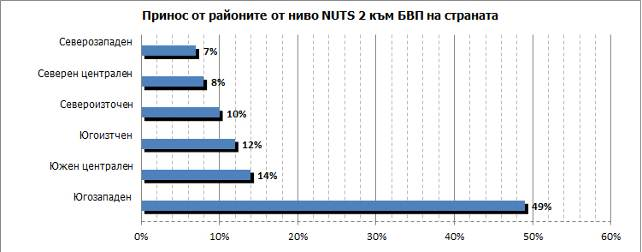 Принос от районите от ниво NUTS 2 към БВП на страната
Северозападен 7%
Северен централен 8%
Североизточен 10%
Югоизтчен 12%
Южен централен 14%
Югозападен 49%
0% 10% 20% 30% 40% 50% 60%